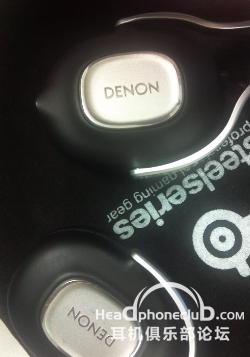 DENON
steelseries
professional gaming gear
DENON
HeadphonecluB.com
耳机俱乐部论坛